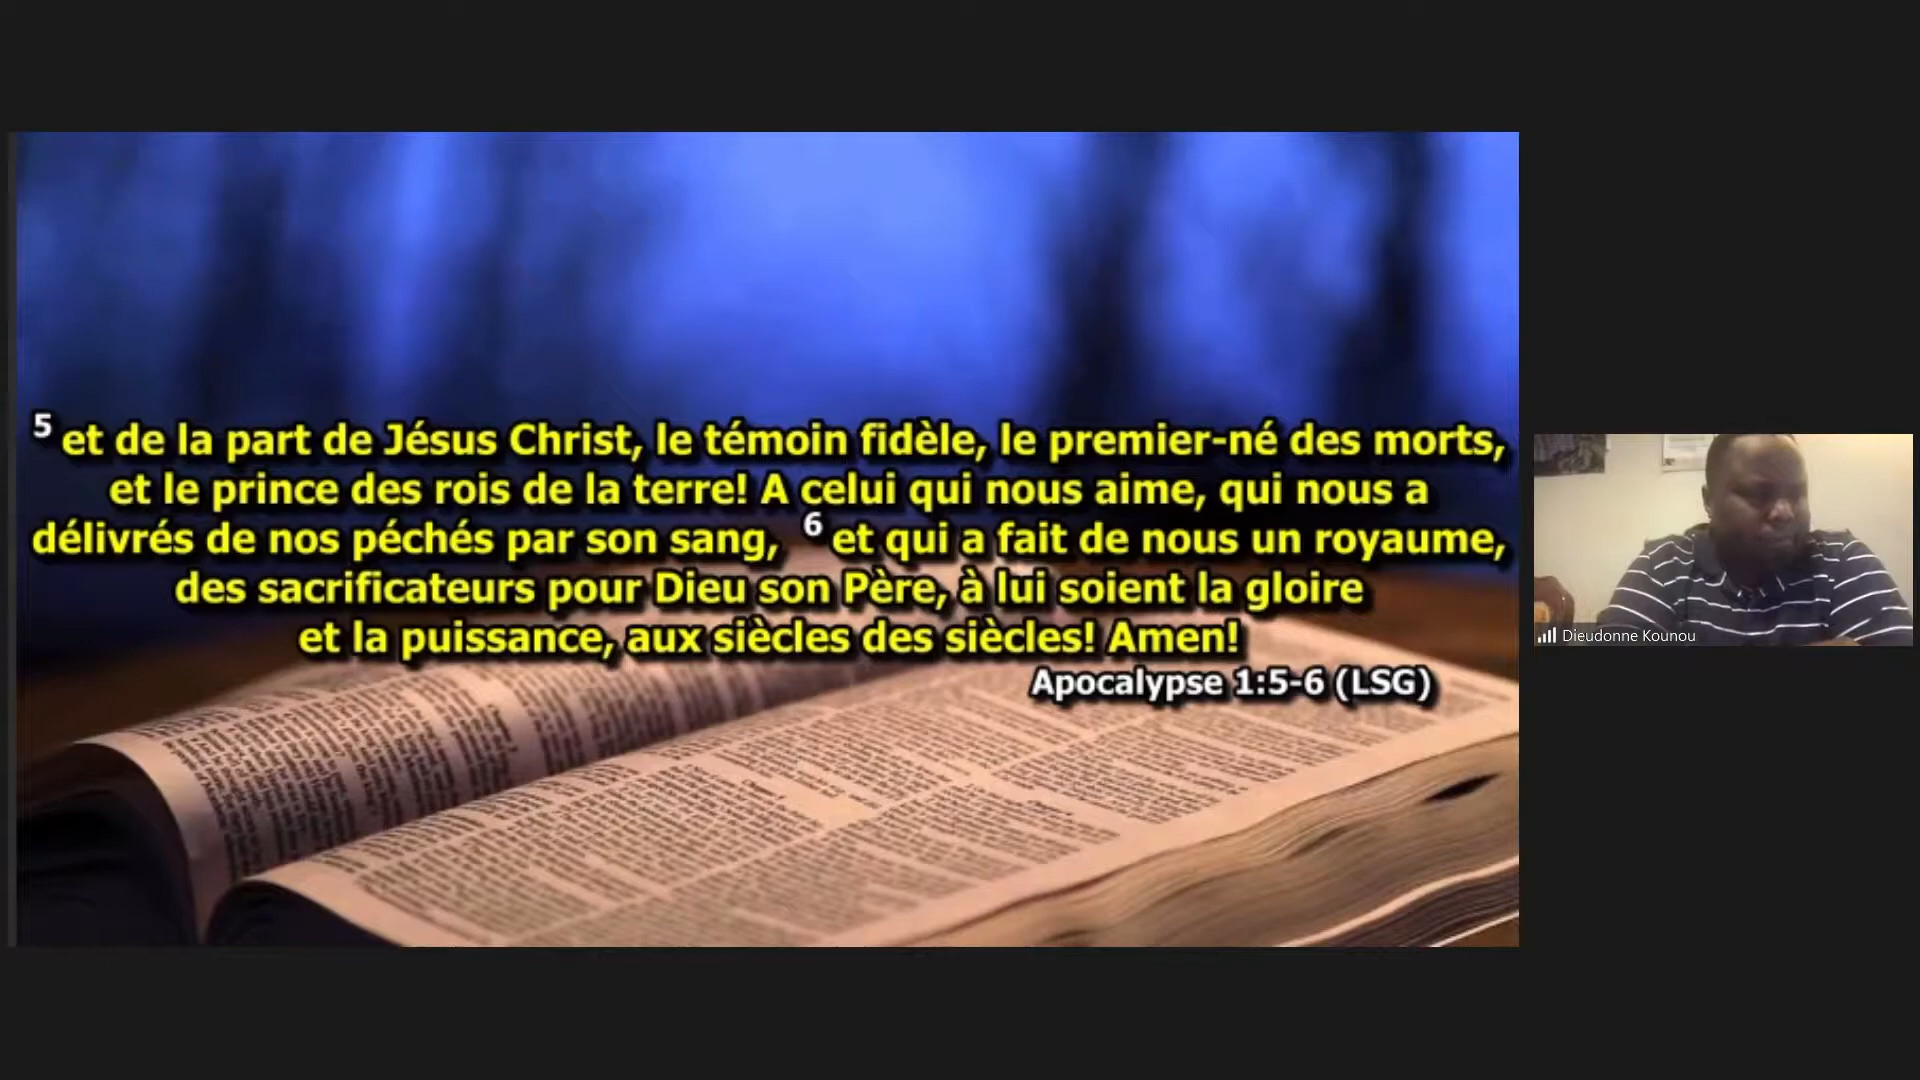 5 et de la part de Jésus Christ, le témoin fidèle, le premier-né des morts,
et le prince des rois de la terre! A celui qui nous aime, qui nous a
délivrés de nos péchés par son sang, 6 et qui a fait de nous un royaume,
des sacrificateurs pour Dieu son Père, à lui soient la gloire
et la puissance, aux siècles des siècles! Amen!
Apocalypse 1:5-6 (LSG)
Dieudonne Kounou